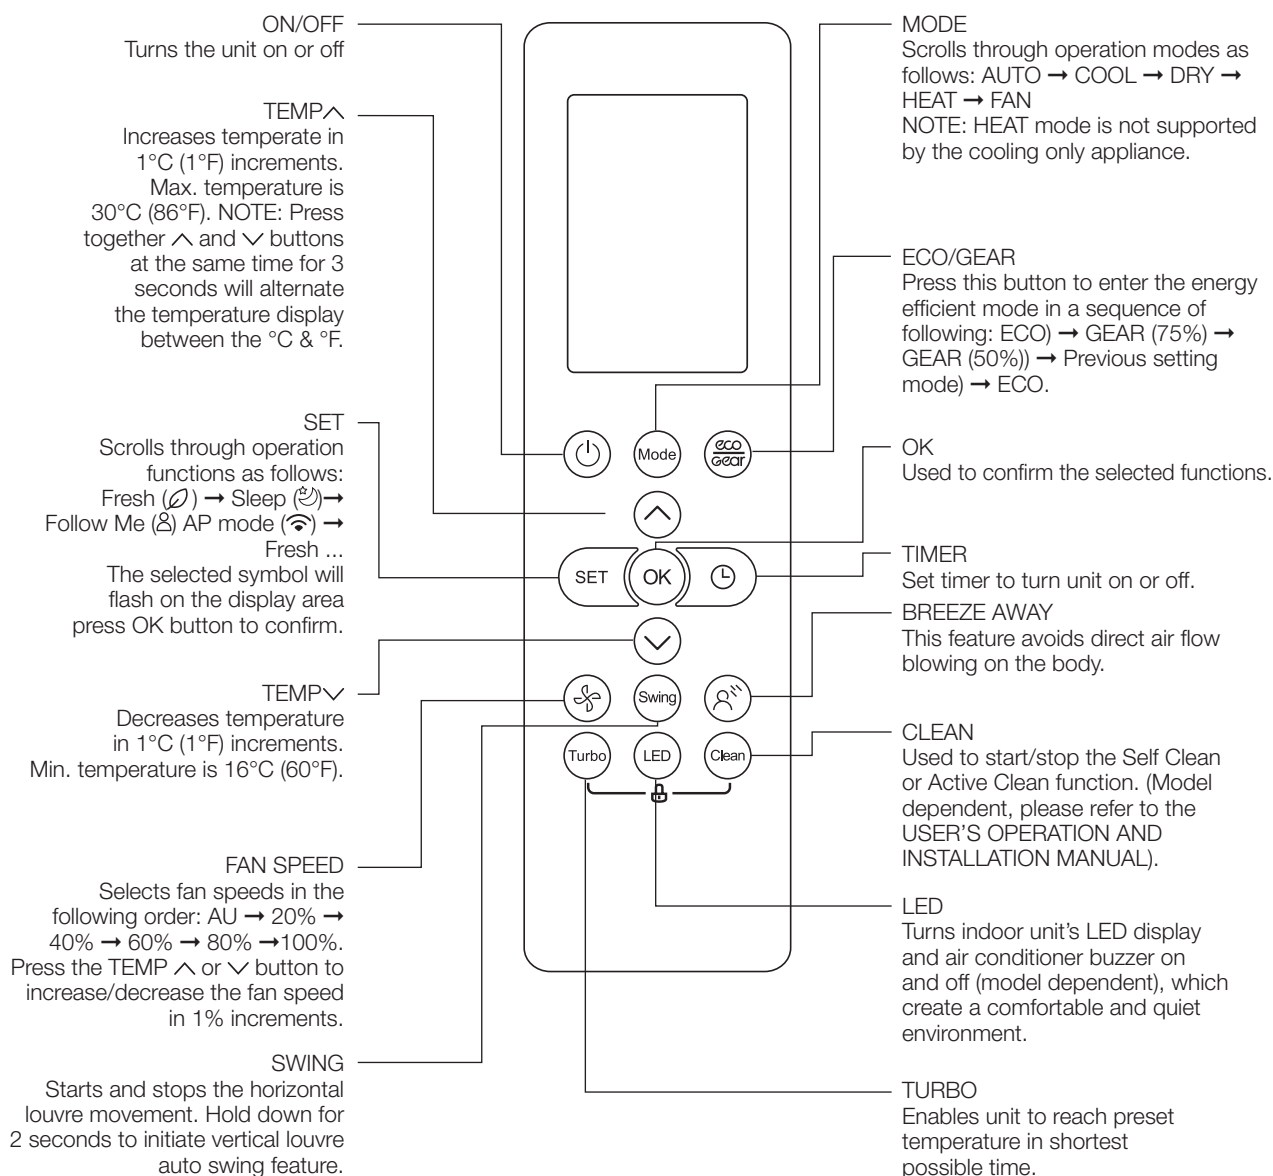 ON/OFF
Turns the unit on or off
TEMP∧
Increases temperate in
1°C (1°F) increments.
Max. temperature is
30°C (86°F). NOTE: Press
together ∧ and ∨ buttons
at the same time for 3
seconds will alternate
the temperature display
between the °C & °F.
SET
Scrolls through operation
functions as follows:
Fresh ( ) ➞ Sleep ( )➞
Follow Me ( ) AP mode ( ) ➞
Fresh ...
The selected symbol will
flash on the display area
press OK button to confirm.
TEMP∨
Decreases temperature
in 1°C (1°F) increments.
Min. temperature is 16°C (60°F).
FAN SPEED
Selects fan speeds in the
following order: AU ➞ 20% ➞
40% ➞ 60% ➞ 80% ➞100%.
Press the TEMP ∧ or ∨ button to
increase/decrease the fan speed
in 1% increments.
SWING
Starts and stops the horizontal
louvre movement. Hold down for
2 seconds to initiate vertical louvre
auto swing feature.
Mode
eco
Gear
SET
OK
Swing
Turbo
LED
Clean
MODE
Scrolls through operation modes as
follows: AUTO ➞ COOL ➞ DRY ➞
HEAT ➞ FAN
NOTE: HEAT mode is not supported
by the cooling only appliance.
ECO/GEAR
Press this button to enter the energy
efficient mode in a sequence of
following: ECO) ➞ GEAR (75%) ➞
GEAR (50%)) ➞ Previous setting
mode) ➞ ECO.
OK
Used to confirm the selected functions.
TIMER
Set timer to turn unit on or off.
BREEZE AWAY
This feature avoids direct air flow
blowing on the body.
CLEAN
Used to start/stop the Self Clean
or Active Clean function. (Model
dependent, please refer to the
USER'S OPERATION AND
INSTALLATION MANUAL).
LED
Turns indoor unit's LED display
and air conditioner buzzer on
and off (model dependent), which
create a comfortable and quiet
environment.
TURBO
Enables unit to reach preset
temperature in shortest
possible time.